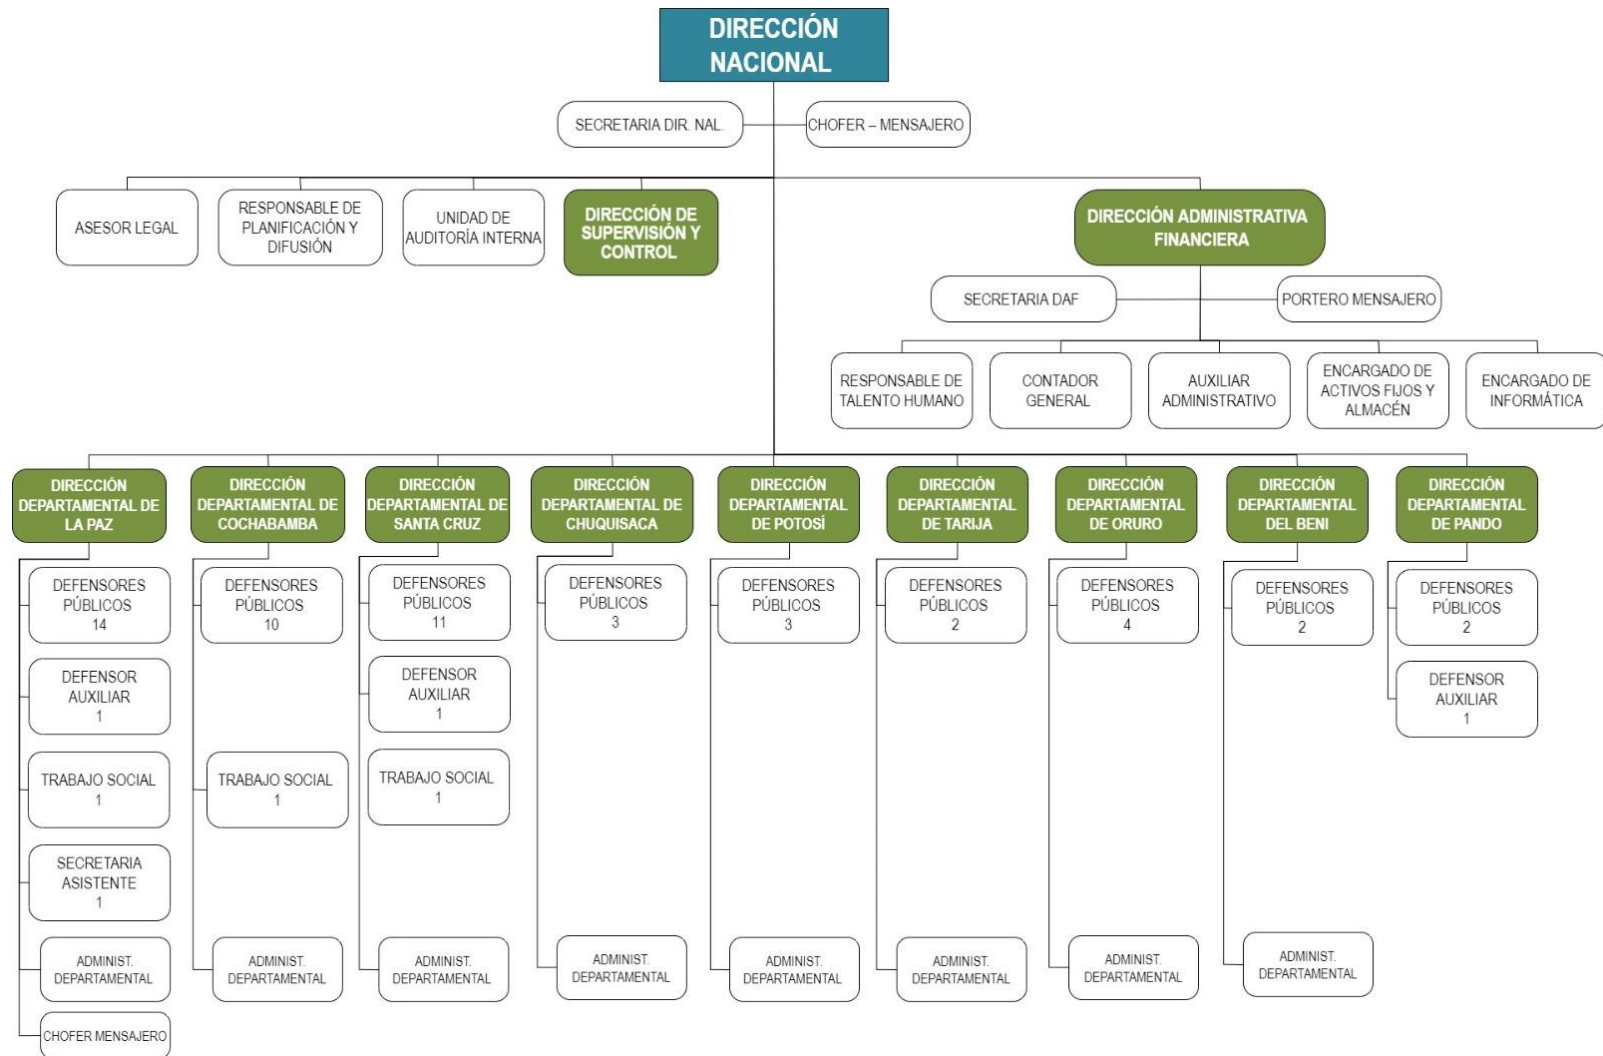 DIRECCIÓN
NACIONAL
SECRETARIA DIR. NAL.
CHOFER – MENSAJERO
ASESOR LEGAL
RESPONSABLE DE
PLANIFICACIÓN Y
DIFUSIÓN
UNIDAD DE
AUDITORÍA INTERNA
DIRECCIÓN DE
SUPERVISIÓN Y
CONTROL
DIRECCIÓN ADMINISTRATIVA
FINANCIERA
SECRETARIA DAF
PORTERO MENSAJERO
RESPONSABLE DE
TALENTO HUMANO
CONTADOR
GENERAL
AUXILIAR
ADMINISTRATIVO
ENCARGADO DE
ACTIVOS FIJOS Y
ALMACÉN
ENCARGADO DE
INFORMÁTICA
DIRECCIÓN
DEPARTAMENTAL DE
LA PAZ
DEFENSORES
PÚBLICOS
14
DEFENSOR
AUXILIAR
1
TRABAJO SOCIAL
1
SECRETARIA
ASISTENTE
1
ADMINIST.
DEPARTAMENTAL
CHOFER MENSAJERO
DIRECCIÓN
DEPARTAMENTAL DE
COCHABAMBA
DEFENSORES
PÚBLICOS
10
TRABAJO SOCIAL
1
ADMINIST.
DEPARTAMENTAL
DIRECCIÓN
DEPARTAMENTAL DE
SANTA CRUZ
DEFENSORES
PÚBLICOS
11
DEFENSOR
AUXILIAR
1
TRABAJO SOCIAL
1
ADMINIST.
DEPARTAMENTAL
DIRECCIÓN
DEPARTAMENTAL DE
CHUQUISACA
DEFENSORES
PÚBLICOS
3
ADMINIST.
DEPARTAMENTAL
DIRECCIÓN
DEPARTAMENTAL
DE POTOSÍ
DEFENSORES
PÚBLICOS
3
ADMINIST.
DEPARTAMENTAL
DIRECCIÓN
DEPARTAMENTAL
DE TARIJA
DEFENSORES
PÚBLICOS
2
ADMINIST.
DEPARTAMENTAL
DIRECCIÓN
DEPARTAMENTAL
DE ORURO
DEFENSORES
PÚBLICOS
4
ADMINIST.
DEPARTAMENTAL
DIRECCIÓN
DEPARTAMENTAL
DEL BENI
DEFENSORES
PÚBLICOS
2
ADMINIST.
DEPARTAMENTAL
DIRECCIÓN
DEPARTAMENTAL
DE PANDO
DEFENSORES
PÚBLICOS
2
DEFENSOR
AUXILIAR
1